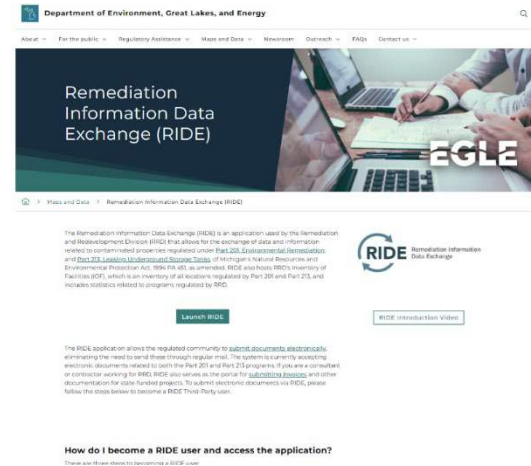 Department of Environment, Great Lakes, and Energy
About
For the public
Regulatory Assistance
Maps and Data
Newsroom
Outreach
FAQs
Contact us
Remediation
Information Data
Exchange (RIDE)
EGLE
Maps and Data > Remediation Information Data Exchange (RIDE)
The Remediation Information Data Exchange (RIDE) is an application used by the Remediation
and Redevelopment Division (RRD) that allows for the exchange of data and information
related to contaminated properties regulated under Part 201, Environmental Remediation,
and Part 213, Leaking Underground Storage Tanks, of Michigan's Natural Resources and
Environmental Protection Act, 1994 PA 451, as amended. RIDE also hosts RRD's Inventory of
Facilities (IOF), which is an inventory of all locations regulated by Part 201 and Part 213, and
includes statistics related to programs regulated by RRD.
RIDE Remediation Information
Data Exchange
Launch RIDE
RIDE Introduction Video
The RIDE application allows the regulated community to submit documents electronically,
eliminating the need to send these through regular mail. The system is currently accepting
electronic documents related to both the Part 201 and Part 213 programs. If you are a consultant
or contractor working for RRD, RIDE also serves as the portal for submitting invoices and other
documentation for state-funded projects. To submit electronic documents via RIDE, please
follow the steps below to become a RIDE Third-Party user.
How do I become a RIDE user and access the application?
There are three steps to becoming a RIDE user